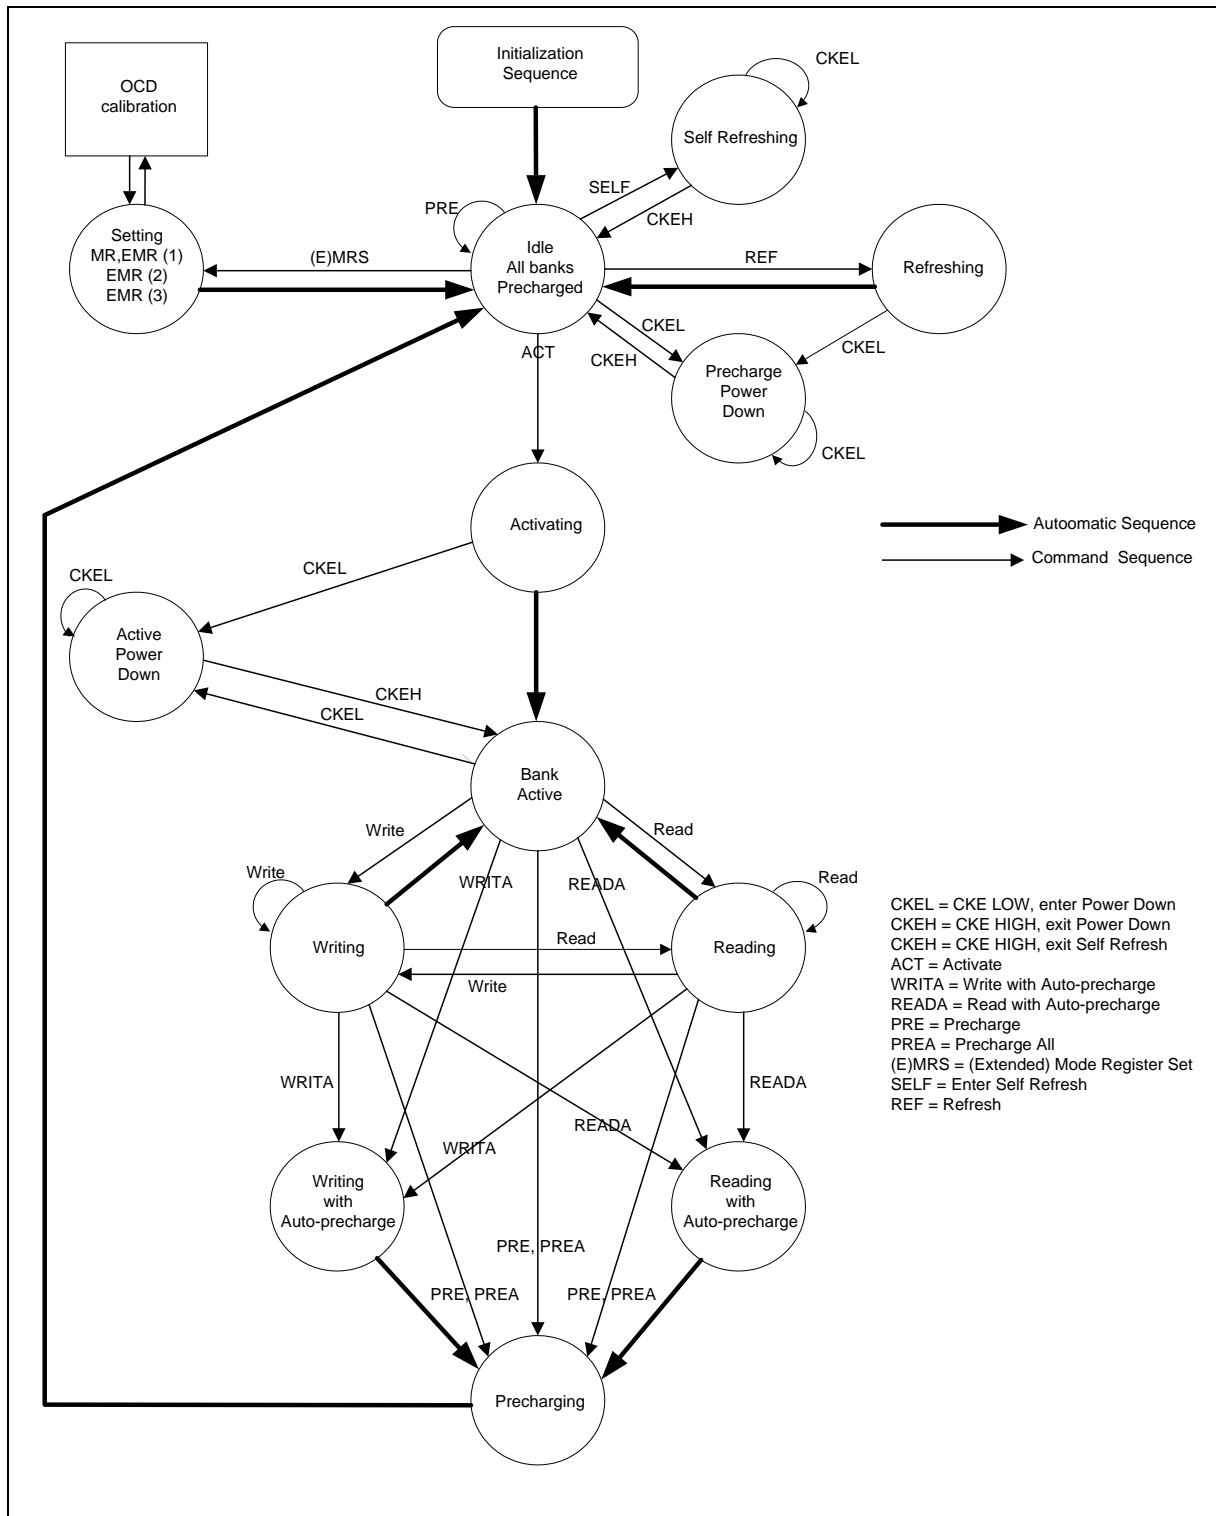 OCD
calibration
Initialization
Sequence
CKEL
Self Refreshing
SELF
CKEH
PRE
Setting
MR,EMR (1)
EMR (2)
EMR (3)
(E)MRS
Idle
All banks
Precharged
REF
Refreshing
CKEL
CKEH
CKEL
ACT
Precharge
Power
Down
CKEL
Activating
Autoomatic Sequence
Command Sequence
CKEL
CKEL
Active
Power
Down
CKEH
CKEL
Bank
Active
Write
Read
Write
WRITA
READA
Read
Writing
Read
Reading
Write
CKEL = CKE LOW, enter Power Down
CKEH = CKE HIGH, exit Power Down
CKEH = CKE HIGH, exit Self Refresh
ACT = Activate
WRITA = Write with Auto-precharge
READA = Read with Auto-precharge
PRE = Precharge
PREA = Precharge All
(E)MRS = (Extended) Mode Register Set
SELF = Enter Self Refresh
REF = Refresh
WRITA
READA
READA
WRITA
Writing
with
Auto-precharge
Reading
with
Auto-precharge
PRE, PREA
PRE, PREA
PRE, PREA
Precharging